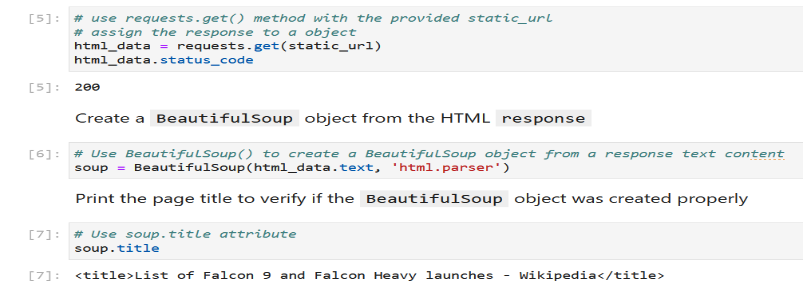 [5]: # use requests.get() method with the provided static_url
# assign the response to a object
html_data = requests.get(static_url)
html_data.status_code
[5]: 200
Create a BeautifulSoup object from the HTML response
[6]: # Use BeautifulSoup() to create a BeautifulSoup object from a response text content
soup = BeautifulSoup(html_data.text, 'html.parser')
Print the page title to verify if the BeautifulSoup object was created properly
[7]: # Use soup.title attribute
soup.title
[7]: <title>List of Falcon 9 and Falcon Heavy launches - Wikipedia</title>